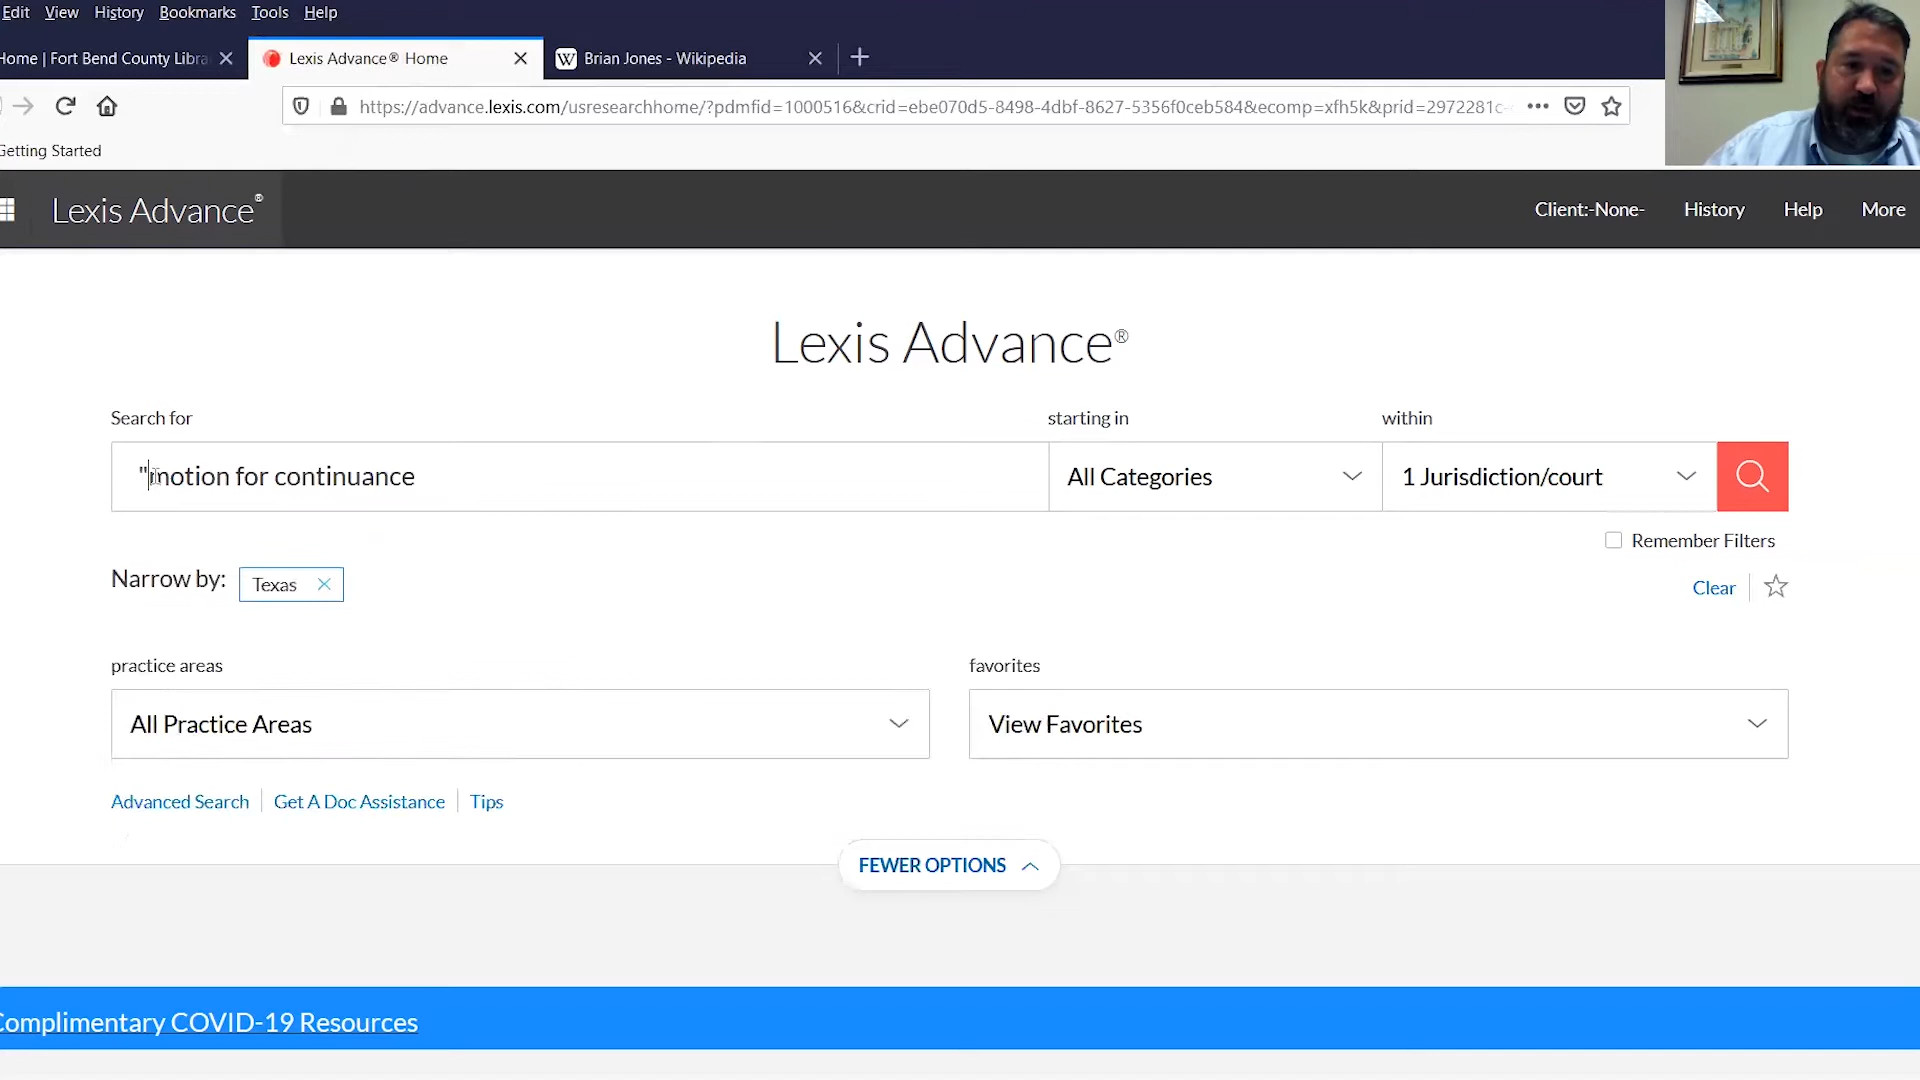 Edit View History Bookmarks Tools Help
Home | Fort Bend County Libra
Lexis Advance® Home
W Brian Jones - Wikipedia
https://advance.lexis.com/usresearchhome/?pdmfid=1000516&crid=ebe070d5-8498-4dbf-8627-5356f0ceb584&ecomp=xfh5k&prid=2972281c-
Getting Started
Lexis Advance®
Client:-None- History Help More
Lexis Advance®
Search for starting in within
"motion for continuance All Categories 1 Jurisdiction/court
Remember Filters
Narrow by: Texas
Clear
practice areas favorites
All Practice Areas View Favorites
Advanced Search Get A Doc Assistance Tips
FEWER OPTIONS
Complimentary COVID-19 Resources